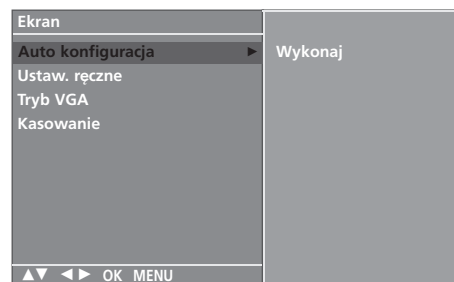 Ekran
Auto konfiguracja ► Wykonaj
Ustaw. ręczne
Tryb VGA
Kasowanie
▲▼ ◄► OK MENU